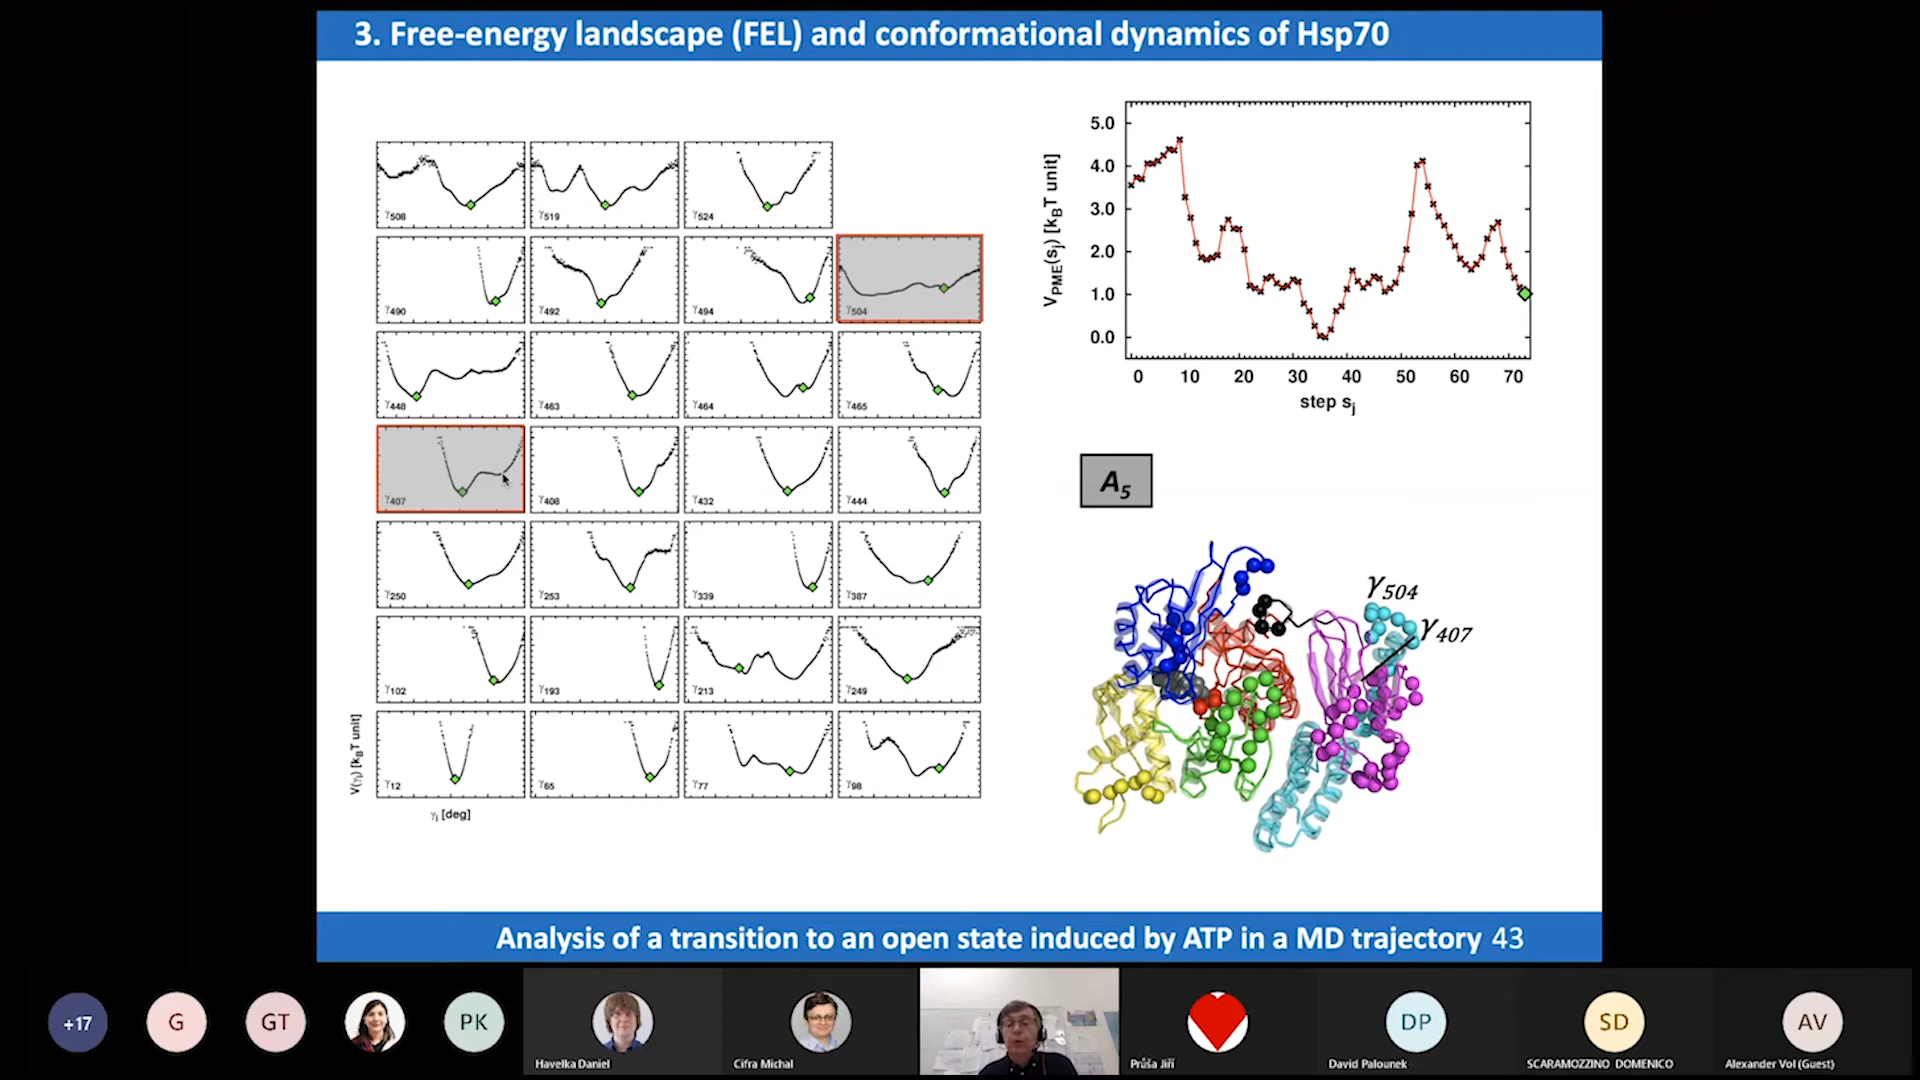 3. Free-energy landscape (FEL) and conformational dynamics of Hsp70
γ508
γ519
γ524
γ490
γ492
γ494
γ504
γ448
γ463
γ464
γ465
γ407
γ408
γ432
γ444
γ250
γ253
γ339
γ387
γ102
γ193
γ213
γ249
γ12
γ65
γ77
γ98
V(γi) [kBT unit]
γi [deg]
VPME(sj) [kBT unit]
5.0
4.0
3.0
2.0
1.0
0.0
0 10 20 30 40 50 60 70
step sj
A5
γ504
γ407
Analysis of a transition to an open state induced by ATP in a MD trajectory 43
+17
G
GT
PK
DP
SD
AV
Havelka Daniel
Cifra Michal
Průša Jiří
David Palounek
SCARAMOZZINO DOMENICO
Alexander Vol (Guest)